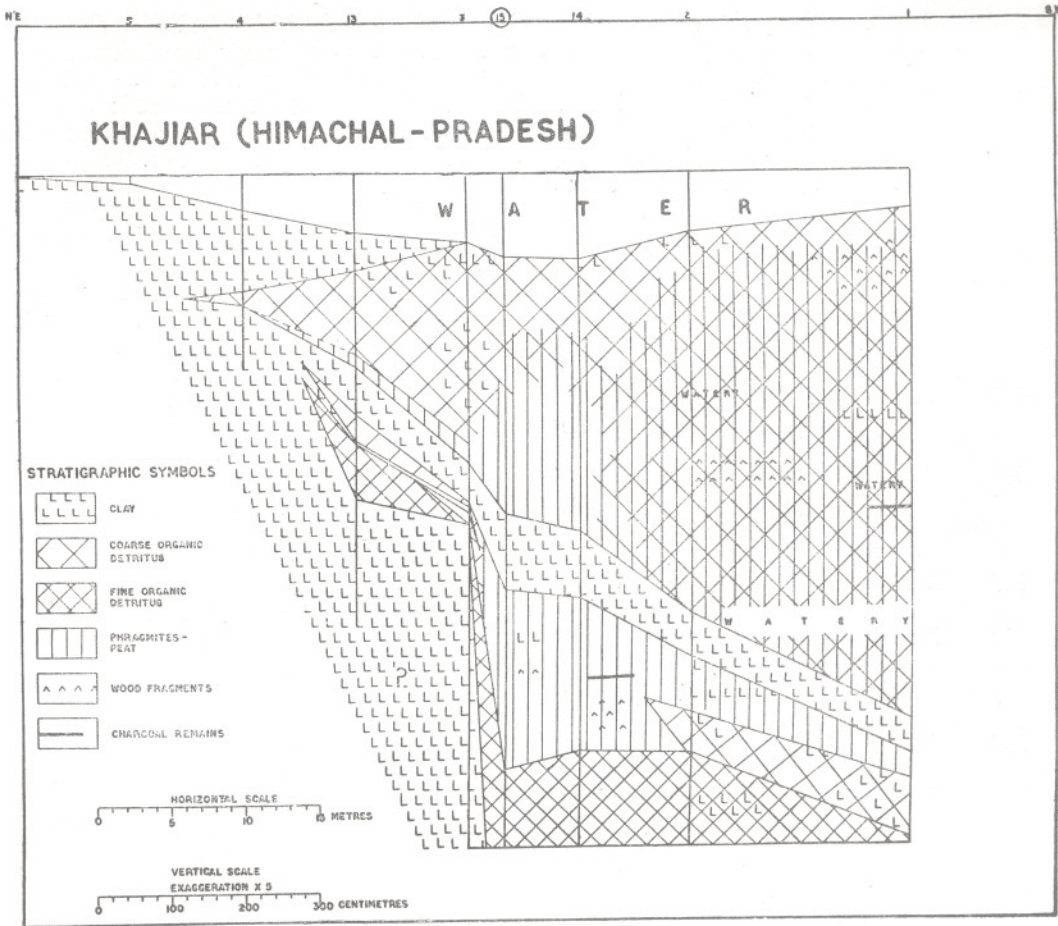 5 4 13 3 15 14 2 1
KHAJIAR (HIMACHAL-PRADESH)
WATER
WATERY
WATERY
WATERY
?
STRATIGRAPHIC SYMBOLS
CLAY
COARSE ORGANIC
DETRITUS
FINE ORGANIC
DETRITUS
PHRAGMITES-
PEAT
WOOD FRAGMENTS
CHARCOAL REMAINS
HORIZONTAL SCALE
0 5 10 15 METRES
VERTICAL SCALE
EXAGGERATION X 5
0 100 200 300 CENTIMETRES